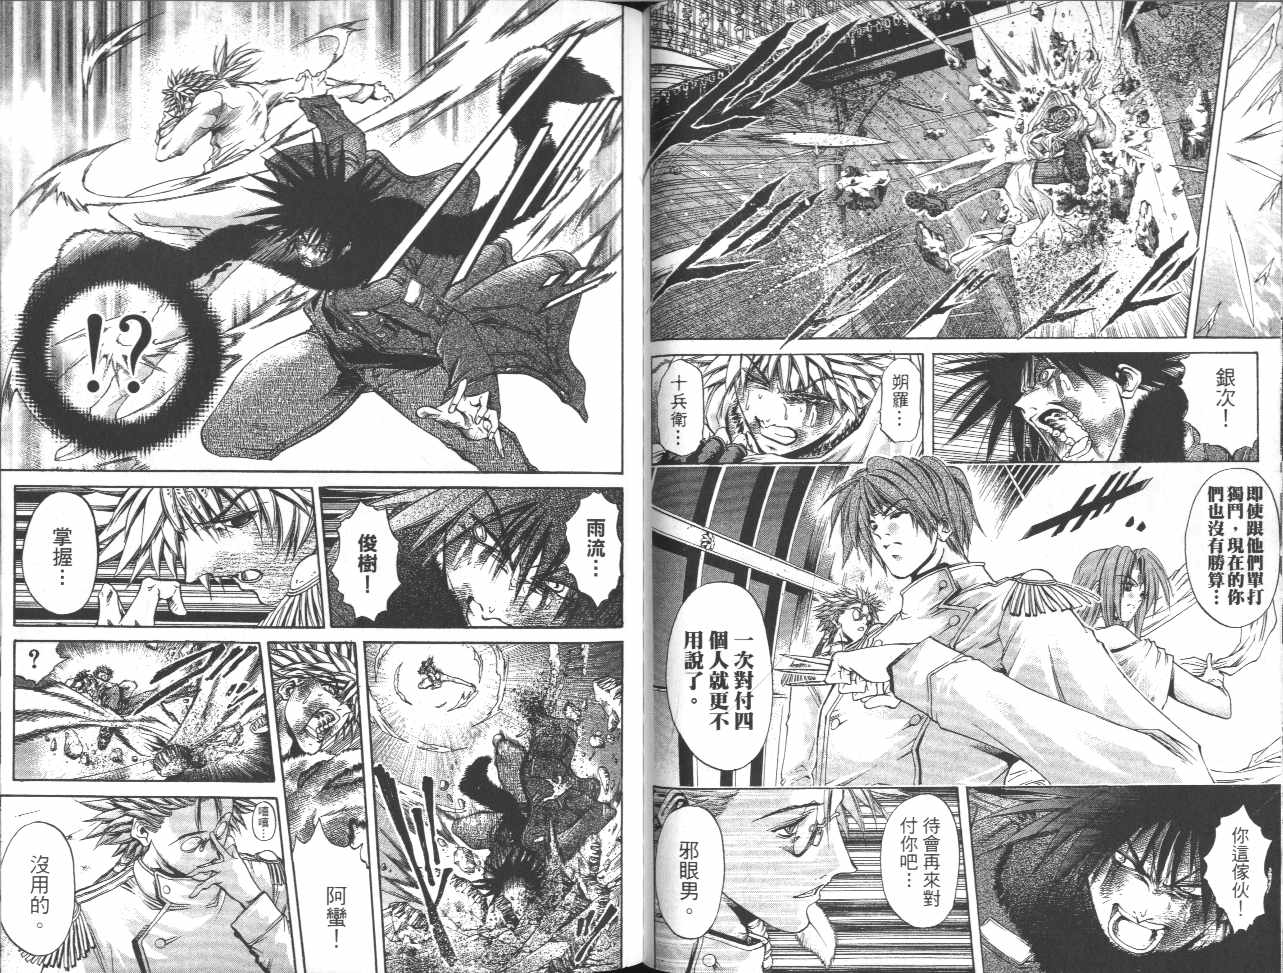 銀次！
朔羅…
十兵衛…
即使跟他們單打
獨鬥，現在的你
們也沒有勝算…
一次對付四
個人就更不
用說了。
你這傢伙！
待會再來對
付你吧…
邪眼男。
!?
雨流…
俊樹！
掌握…
阿蠻！
?
嘻嘻…
沒用的。